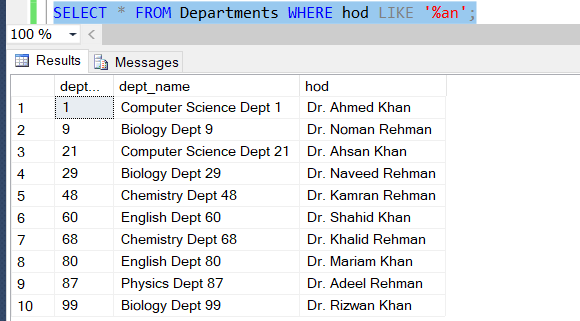 SELECT * FROM Departments WHERE hod LIKE '%an';
100 %
Results Messages
dept... dept_name hod
1 1 Computer Science Dept 1 Dr. Ahmed Khan
2 9 Biology Dept 9 Dr. Noman Rehman
3 21 Computer Science Dept 21 Dr. Ahsan Khan
4 29 Biology Dept 29 Dr. Naveed Rehman
5 48 Chemistry Dept 48 Dr. Kamran Rehman
6 60 English Dept 60 Dr. Shahid Khan
7 68 Chemistry Dept 68 Dr. Khalid Rehman
8 80 English Dept 80 Dr. Mariam Khan
9 87 Physics Dept 87 Dr. Adeel Rehman
10 99 Biology Dept 99 Dr. Rizwan Khan